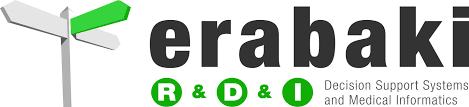 erabaki
R & D & I
Decision Support Systems
and Medical Informatics